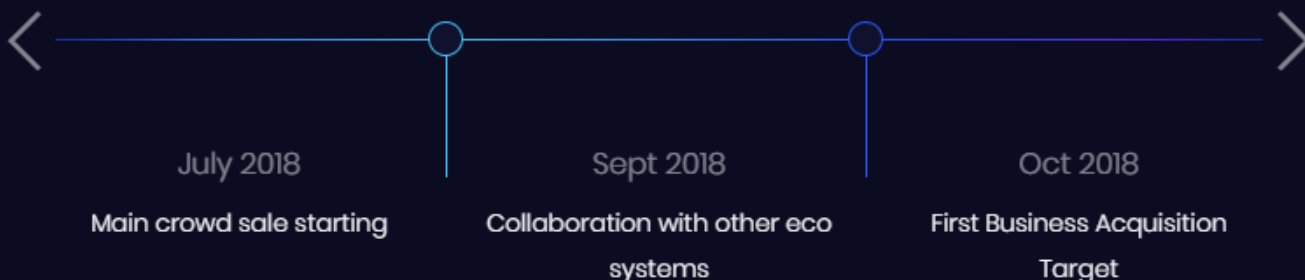 July 2018
Main crowd sale starting
Sept 2018
Collaboration with other eco
systems
Oct 2018
First Business Acquisition
Target